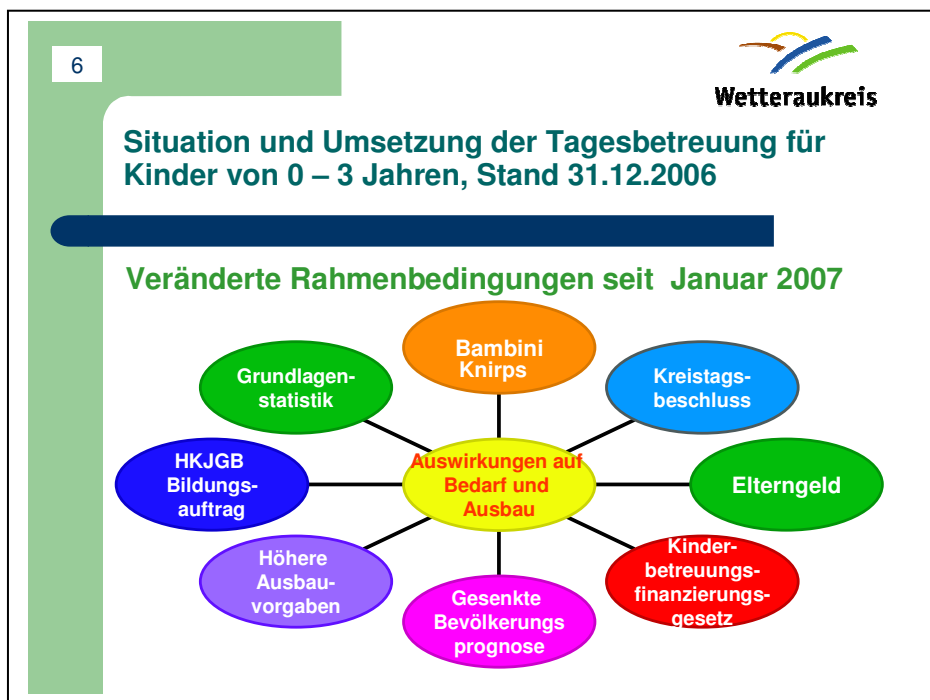 6
Wetteraukreis
Situation und Umsetzung der Tagesbetreuung für
Kinder von 0 – 3 Jahren, Stand 31.12.2006
Veränderte Rahmenbedingungen seit Januar 2007
Bambini
Knirps
Grundlagen-
statistik
Kreistags-
beschluss
HKJGB
Bildungs-
auftrag
Auswirkungen auf
Bedarf und
Ausbau
Elterngeld
Höhere
Ausbau-
vorgaben
Gesenkte
Bevölkerungs
prognose
Kinder-
betreuungs-
finanzierungs-
gesetz